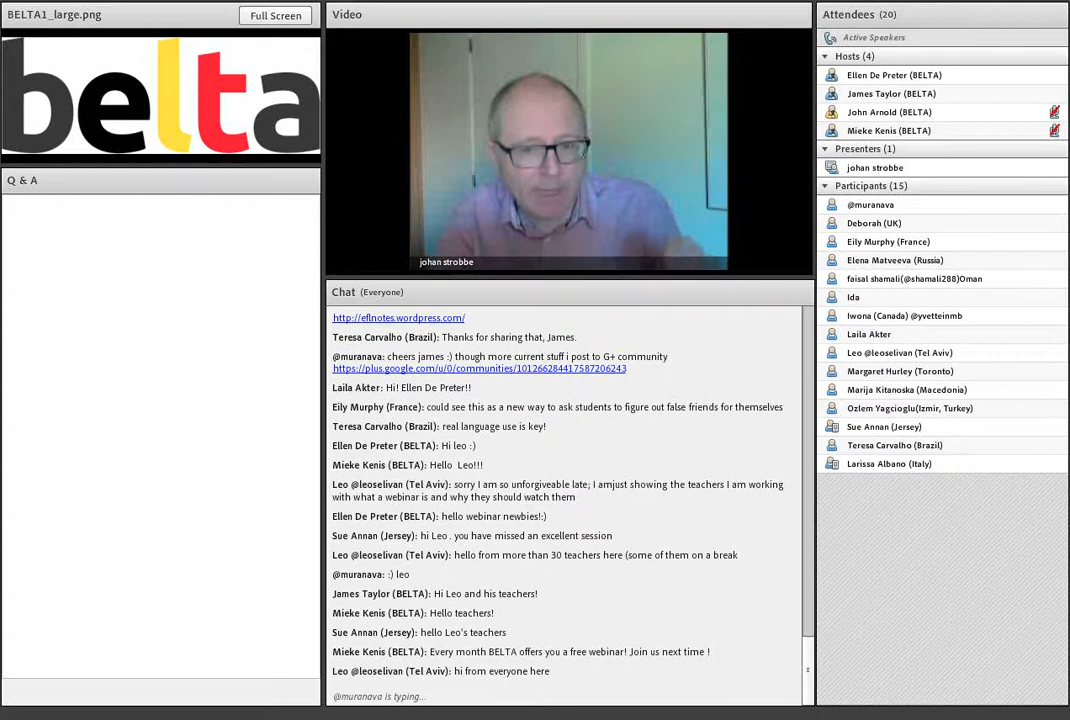 BELTA1_large.png
Full Screen
belta
Q & A
Video
johan strobbe
Chat (Everyone)
http://eflnotes.wordpress.com/
Teresa Carvalho (Brazil): Thanks for sharing that, James.
@muranava: cheers james :) though more current stuff i post to G+ community
https://plus.google.com/u/0/communities/101266284417587206243
Laila Akter: Hi! Ellen De Preter!!
Eily Murphy (France): could see this as a new way to ask students to figure out false friends for themselves
Teresa Carvalho (Brazil): real language use is key!
Ellen De Preter (BELTA): Hi leo :)
Mieke Kenis (BELTA): Hello Leo!!!
Leo @leoselivan (Tel Aviv): sorry I am so unforgiveable late; I amjust showing the teachers I am working
with what a webinar is and why they should watch them
Ellen De Preter (BELTA): hello webinar newbies!:)
Sue Annan (Jersey): hi Leo . you have missed an excellent session
Leo @leoselivan (Tel Aviv): hello from more than 30 teachers here (some of them on a break
@muranava: :) leo
James Taylor (BELTA): Hi Leo and his teachers!
Mieke Kenis (BELTA): Hello teachers!
Sue Annan (Jersey): hello Leo's teachers
Mieke Kenis (BELTA): Every month BELTA offers you a free webinar! Join us next time !
Leo @leoselivan (Tel Aviv): hi from everyone here
@muranava is typing...
Attendees (20)
Active Speakers
Hosts (4)
Ellen De Preter (BELTA)
James Taylor (BELTA)
John Arnold (BELTA)
Mieke Kenis (BELTA)
Presenters (1)
johan strobbe
Participants (15)
@muranava
Deborah (UK)
Eily Murphy (France)
Elena Matveeva (Russia)
faisal shamali(@shamali288)Oman
Ida
Iwona (Canada) @yvetteinmb
Laila Akter
Leo @leoselivan (Tel Aviv)
Margaret Hurley (Toronto)
Marija Kitanoska (Macedonia)
Ozlem Yagcioglu(Izmir, Turkey)
Sue Annan (Jersey)
Teresa Carvalho (Brazil)
Larissa Albano (Italy)